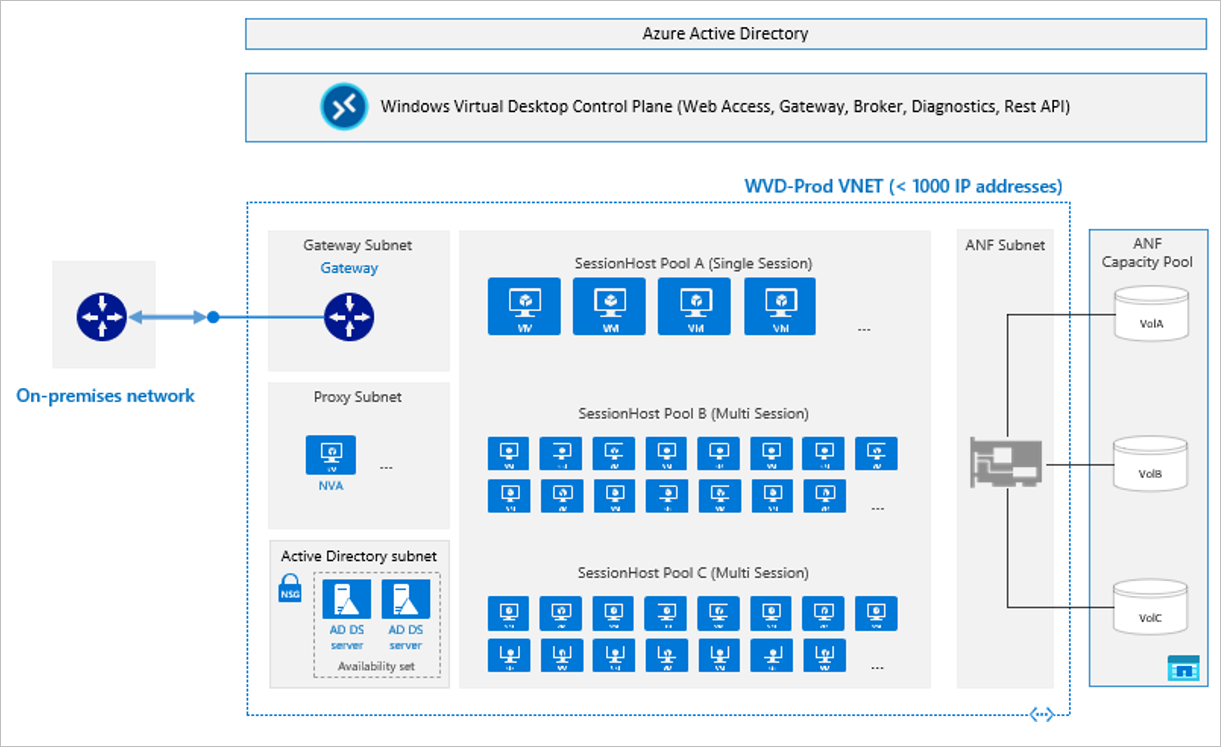 Azure Active Directory
Windows Virtual Desktop Control Plane (Web Access, Gateway, Broker, Diagnostics, Rest API)
WVD-Prod VNET (< 1000 IP addresses)
On-premises network
Gateway Subnet
Gateway
Proxy Subnet
...
NVA
Active Directory subnet
NSG
AD DS
server
AD DS
server
Availability set
SessionHost Pool A (Single Session)
VM
VM
...
SessionHost Pool B (Multi Session)
...
SessionHost Pool C (Multi Session)
...
ANF Subnet
ANF
Capacity Pool
VolA
VolB
VolC